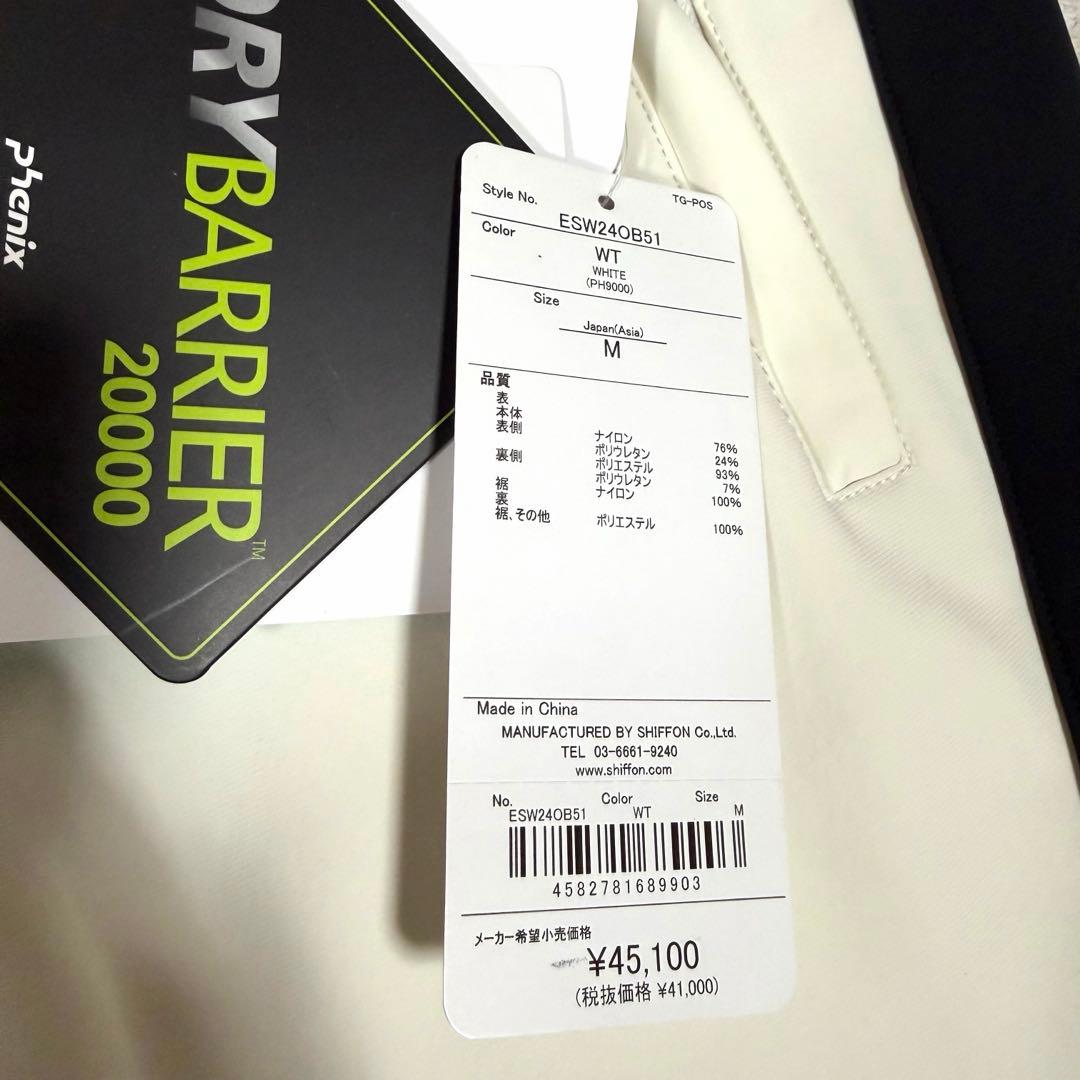 phenix
DRYBARRIER™
20000
Style No.
TG-POS
ESW24OB51
Color
WT
WHITE
(PH9000)
Size
Japan(Asia)
M
品質
表
本体
表側 ナイロン 76%
ポリウレタン 24%
裏側 ポリエステル 93%
ポリウレタン 7%
裾 ナイロン 100%
裏
裾、その他 ポリエステル 100%
Made in China
MANUFACTURED BY SHIFFON Co.,Ltd.
TEL 03-6661-9240
www.shiffon.com
No. Color Size
ESW24OB51 WT M
4582781689903
メーカー希望小売価格
¥45,100
(税抜価格 ¥41,000)